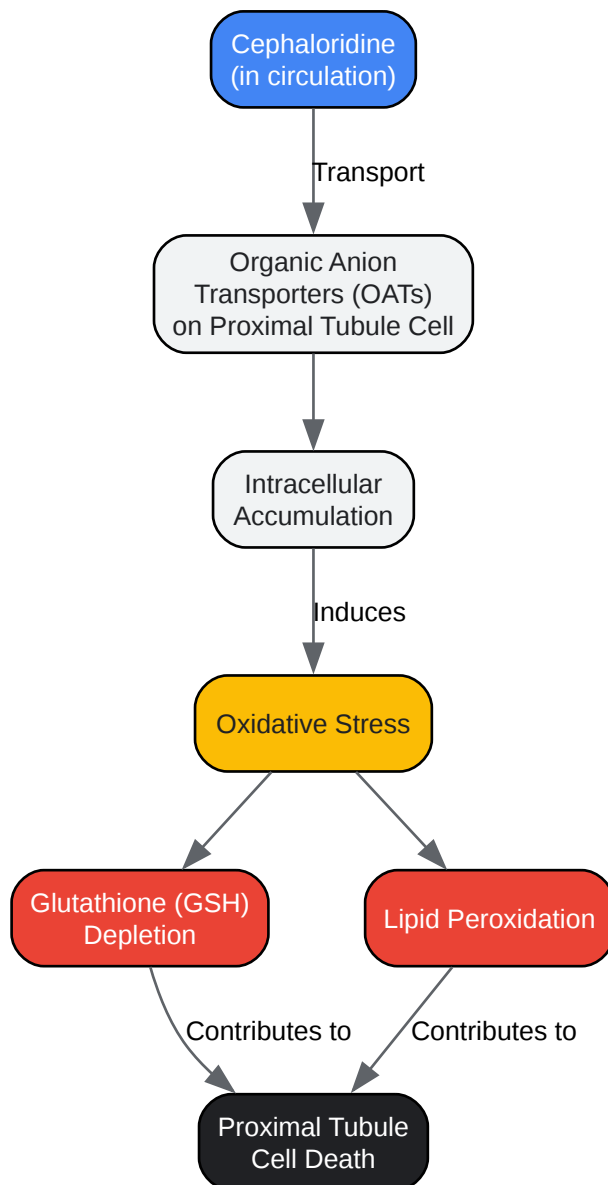 Cephaloridine
(in circulation)
Transport
Organic Anion
Transporters (OATs)
on Proximal Tubule Cell
Intracellular
Accumulation
Induces
Oxidative Stress
Glutathione (GSH)
Depletion
Lipid Peroxidation
Contributes to
Contributes to
Proximal Tubule
Cell Death